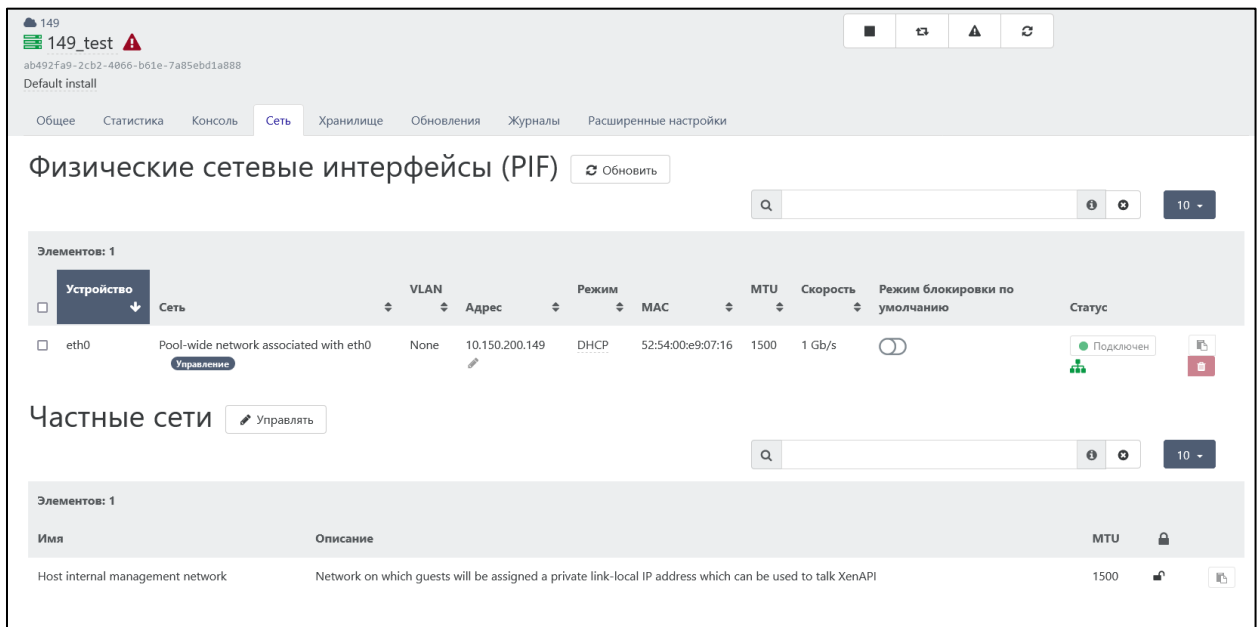 149
149_test
ab492fa9-2cb2-4066-b61e-7a85ebd1a888
Default install
Общее Статистика Консоль Сеть Хранилище Обновления Журналы Расширенные настройки
Физические сетевые интерфейсы (PIF) Обновить
10
Элементов: 1
Устройство Сеть VLAN Адрес Режим MAC MTU Скорость Режим блокировки по умолчанию Статус
eth0 Pool-wide network associated with eth0 None 10.150.200.149 DHCP 52:54:00:e9:07:16 1500 1 Gb/s Подключен
Управление
Частные сети Управлять
10
Элементов: 1
Имя Описание MTU
Host internal management network Network on which guests will be assigned a private link-local IP address which can be used to talk XenAPI 1500